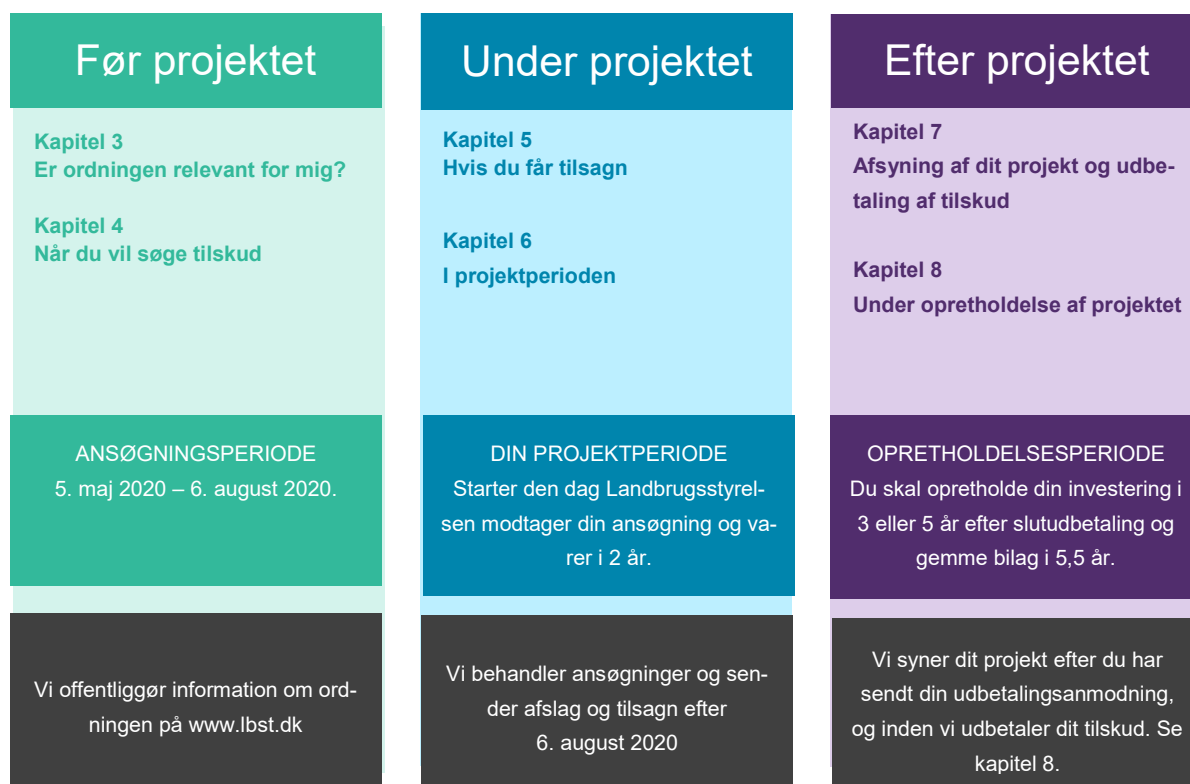 Før projektet
Kapitel 3
Er ordningen relevant for mig?
Kapitel 4
Når du vil søge tilskud
ANSØGNINGSPERIODE
5. maj 2020 – 6. august 2020.
Vi offentliggør information om ord-
ningen på www.lbst.dk
Under projektet
Kapitel 5
Hvis du får tilsagn
Kapitel 6
I projektperioden
DIN PROJEKTPERIODE
Starter den dag Landbrugsstyrel-
sen modtager din ansøgning og va-
rer i 2 år.
Vi behandler ansøgninger og sen-
der afslag og tilsagn efter
6. august 2020
Efter projektet
Kapitel 7
Afsyning af dit projekt og udbe-
taling af tilskud
Kapitel 8
Under opretholdelse af projektet
OPRETHOLDELSESPERIODE
Du skal opretholde din investering i
3 eller 5 år efter slutudbetaling og
gemme bilag i 5,5 år.
Vi syner dit projekt efter du har
sendt din udbetalingsanmodning,
og inden vi udbetaler dit tilskud. Se
kapitel 8.